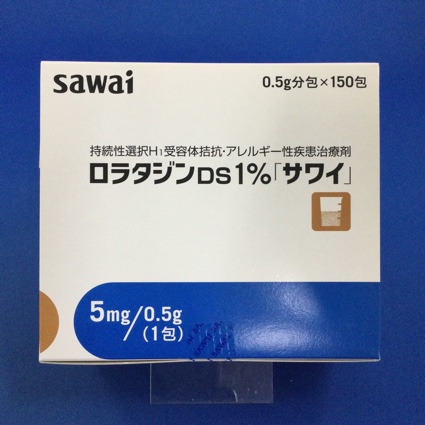 sawai
0.5g分包×150包
持続性選択H₁受容体拮抗・アレルギー性疾患治療剤
ロラタジンDS1%「サワイ」
5mg/0.5g
(1包)